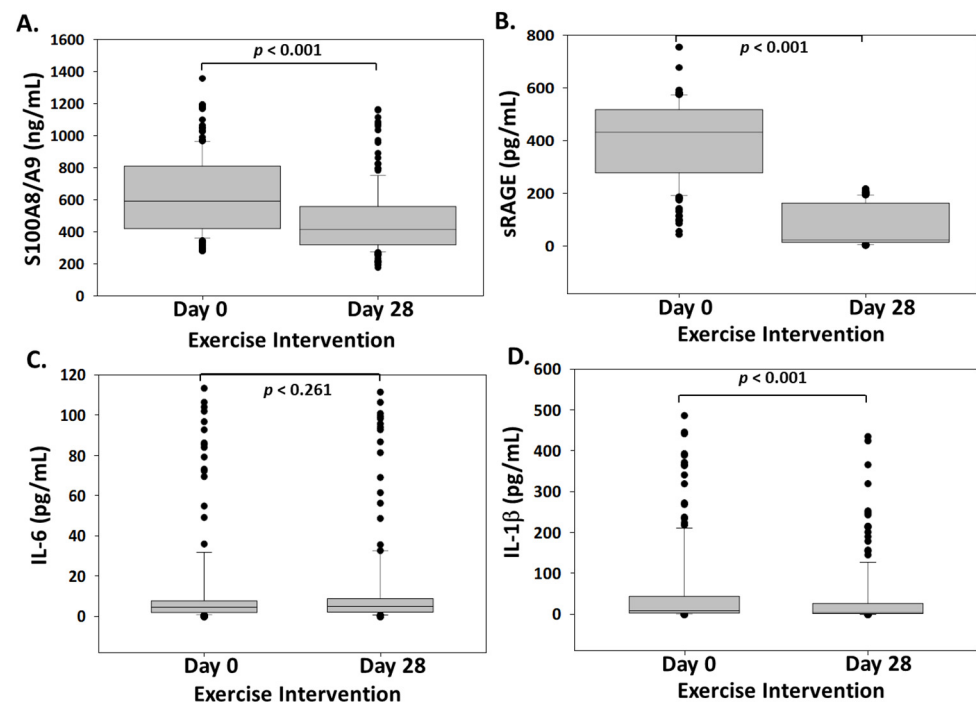 A.
S100A8/A9 (ng/mL)
1600
1400
1200
1000
800
600
400
200
0
p < 0.001
Day 0 Day 28
Exercise Intervention
B.
sRAGE (pg/mL)
800
600
400
200
0
p < 0.001
Day 0 Day 28
Exercise Intervention
C.
IL-6 (pg/mL)
120
100
80
60
40
20
0
p < 0.261
Day 0 Day 28
Exercise Intervention
D.
IL-1β (pg/mL)
600
500
400
300
200
100
0
p < 0.001
Day 0 Day 28
Exercise Intervention